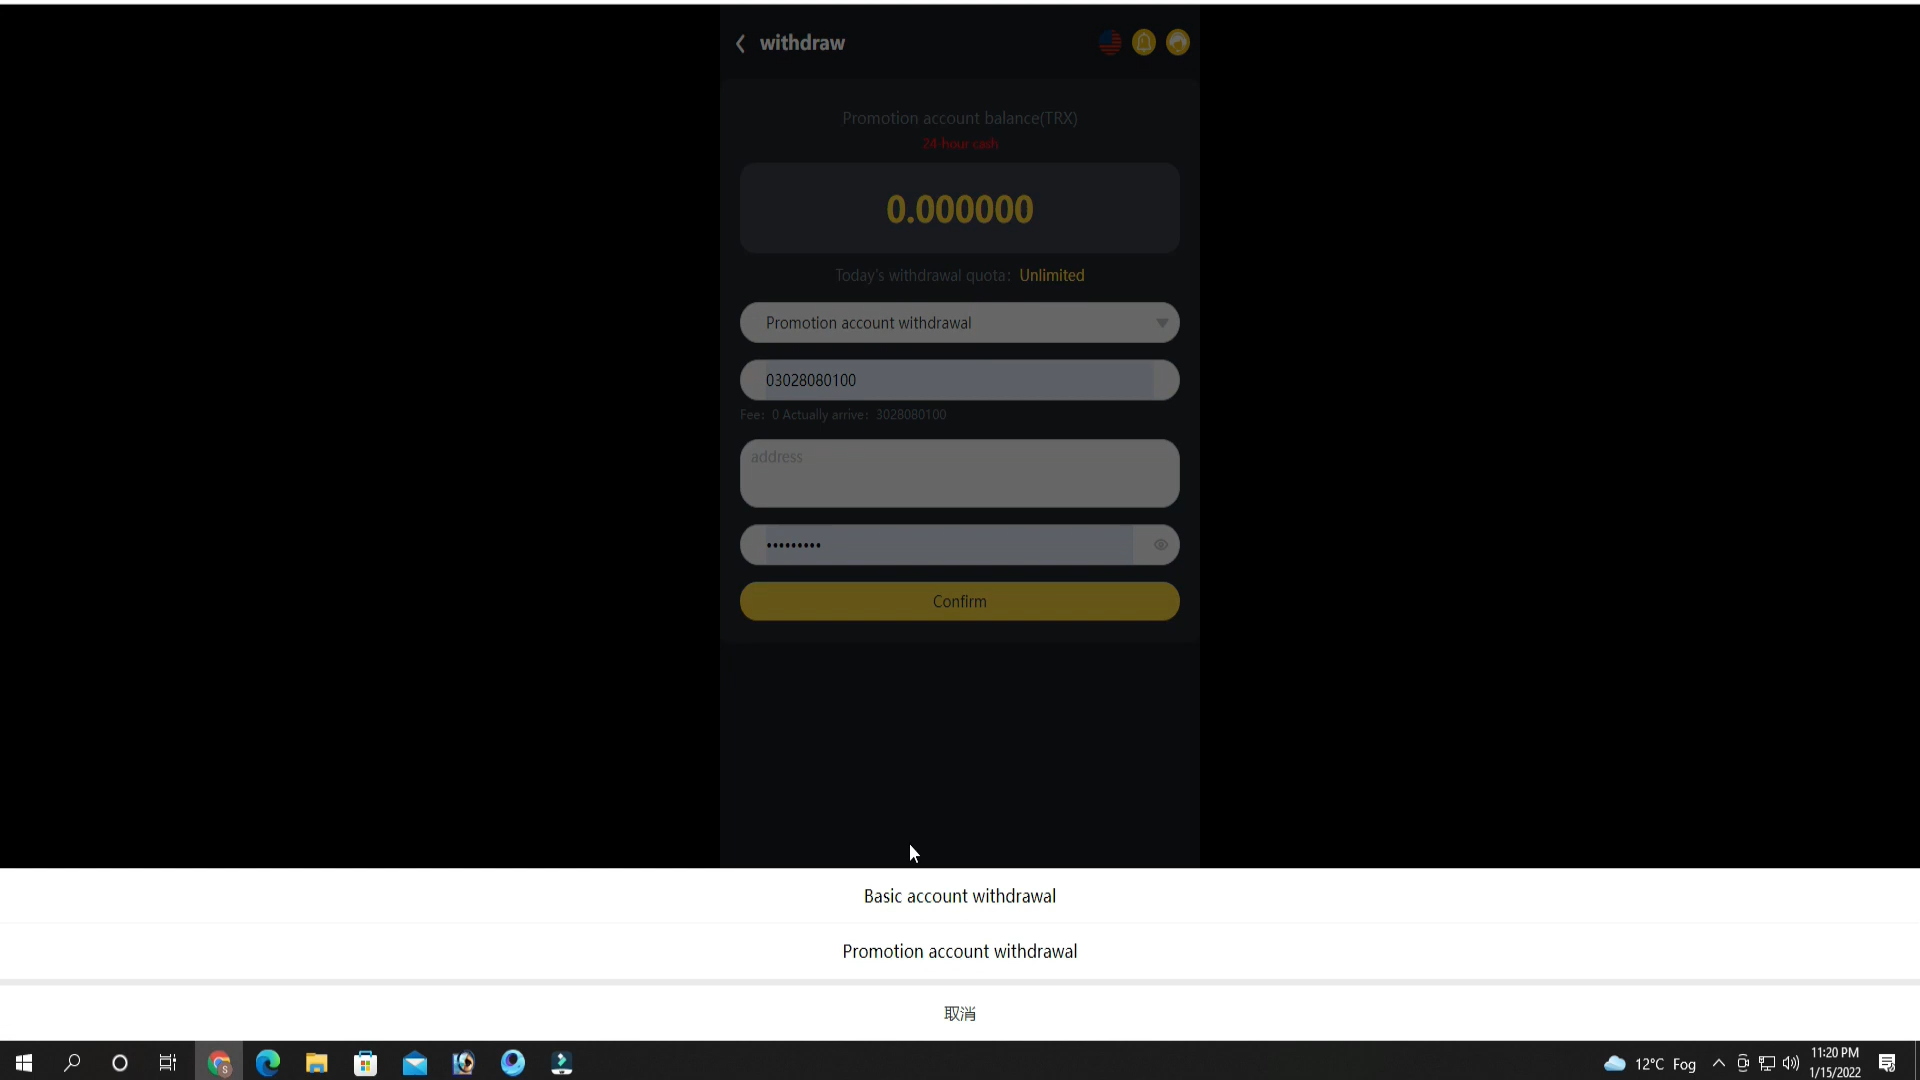 withdraw
Promotion account balance(TRX)
24-hour cash
0.000000
Today's withdrawal quota: Unlimited
Promotion account withdrawal
03028080100
Fee: 0 Actually arrive: 3028080100
address
•••••••••
Confirm
Basic account withdrawal
Promotion account withdrawal
取消
12°C Fog
11:20 PM
1/15/2022